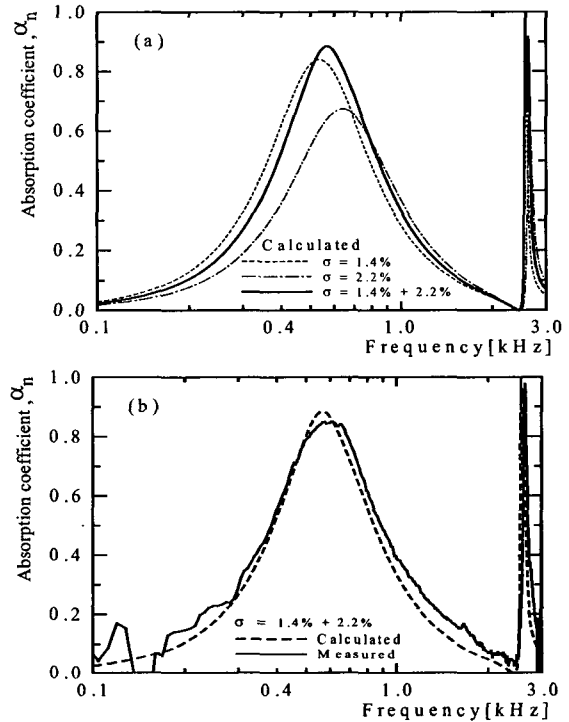 (a)
Absorption coefficient , αn
1.0
0.8
0.6
0.4
0.2
0.0
Calculated
σ = 1.4%
σ = 2.2%
σ = 1.4% + 2.2%
0.1 0.4 1.0 3.0
Frequency[kHz]
(b)
Absorption coefficient , αn
1.0
0.8
0.6
0.4
0.2
0.0
σ = 1.4% + 2.2%
Calculated
Measured
0.1 0.4 1.0 3.0
Frequency[kHz]